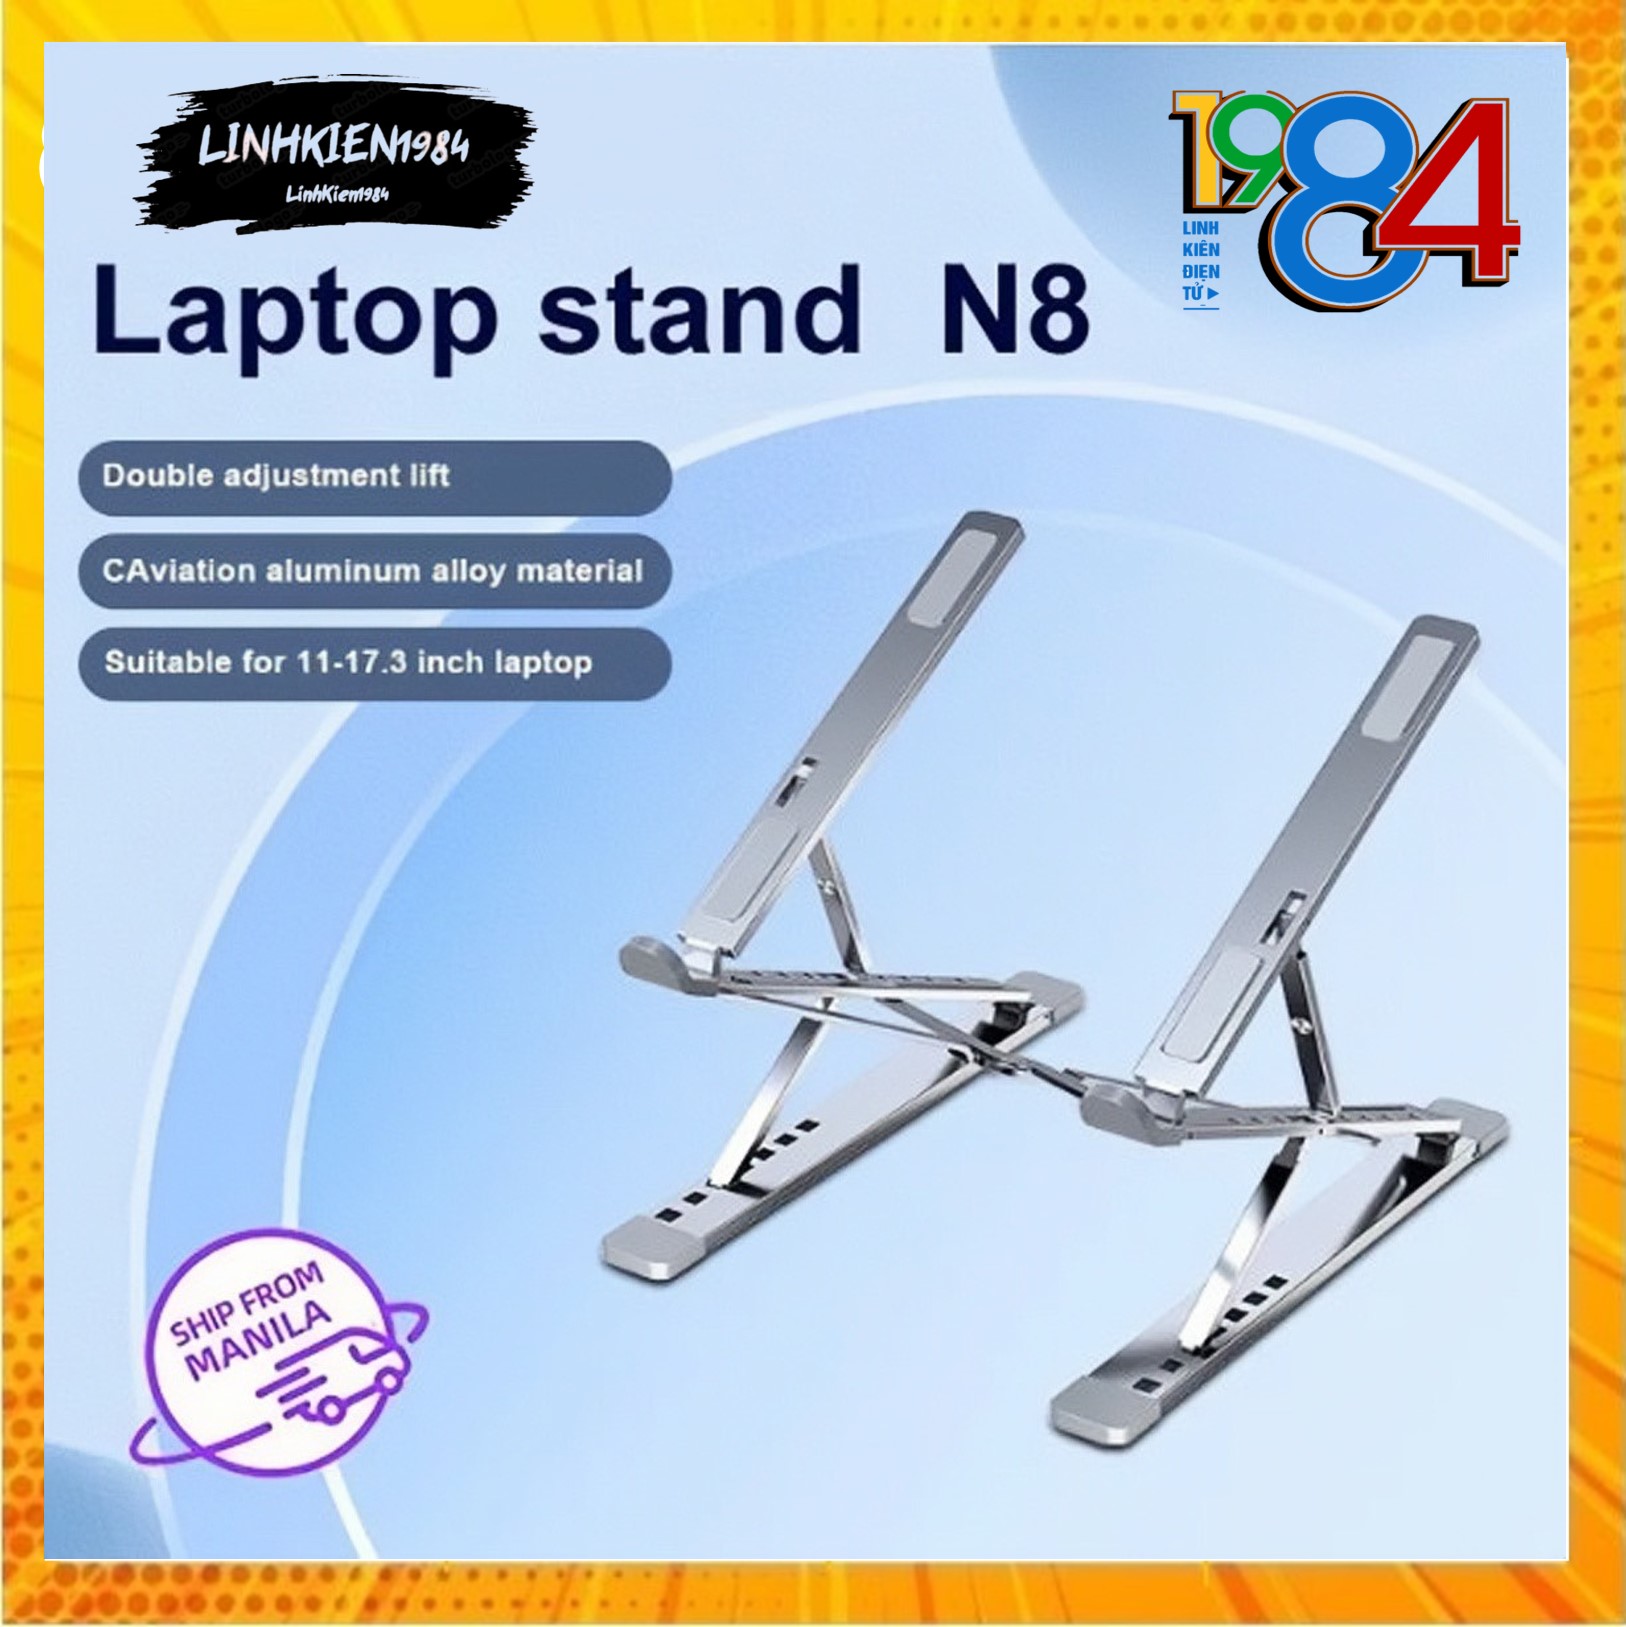 LINHKIEN1984
LinhKien1984
1984
LINH
KIÊN
ĐIỆN
TỬ
Laptop stand N8
Double adjustment lift
CAviation aluminum alloy material
Suitable for 11-17.3 inch laptop
SHIP FROM
MANILA